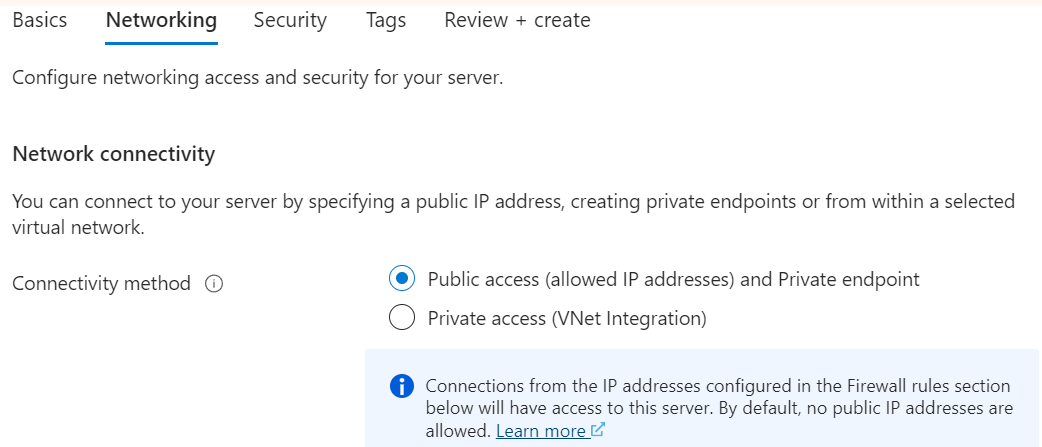 Basics Networking Security Tags Review + create
Configure networking access and security for your server.
Network connectivity
You can connect to your server by specifying a public IP address, creating private endpoints or from within a selected
virtual network.
Connectivity method
Public access (allowed IP addresses) and Private endpoint
Private access (VNet Integration)
Connections from the IP addresses configured in the Firewall rules section
below will have access to this server. By default, no public IP addresses are
allowed. Learn more